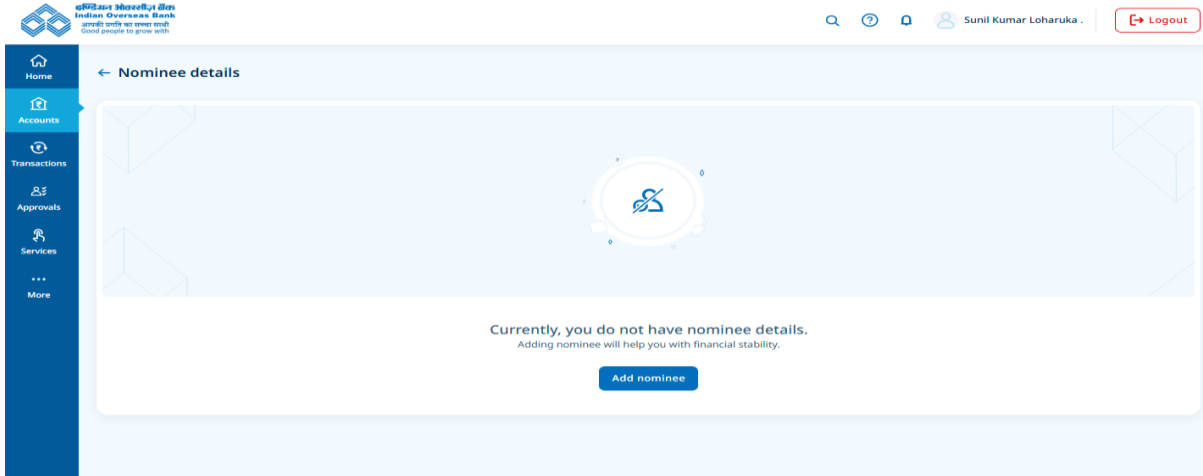 इण्डियन ओवरसीज़ बैंक
Indian Overseas Bank
आपकी प्रगति का सच्चा साथी
Good people to grow with
Sunil Kumar Loharuka .
Logout
Home
← Nominee details
Accounts
Transactions
Approvals
Services
More
Currently, you do not have nominee details.
Adding nominee will help you with financial stability.
Add nominee